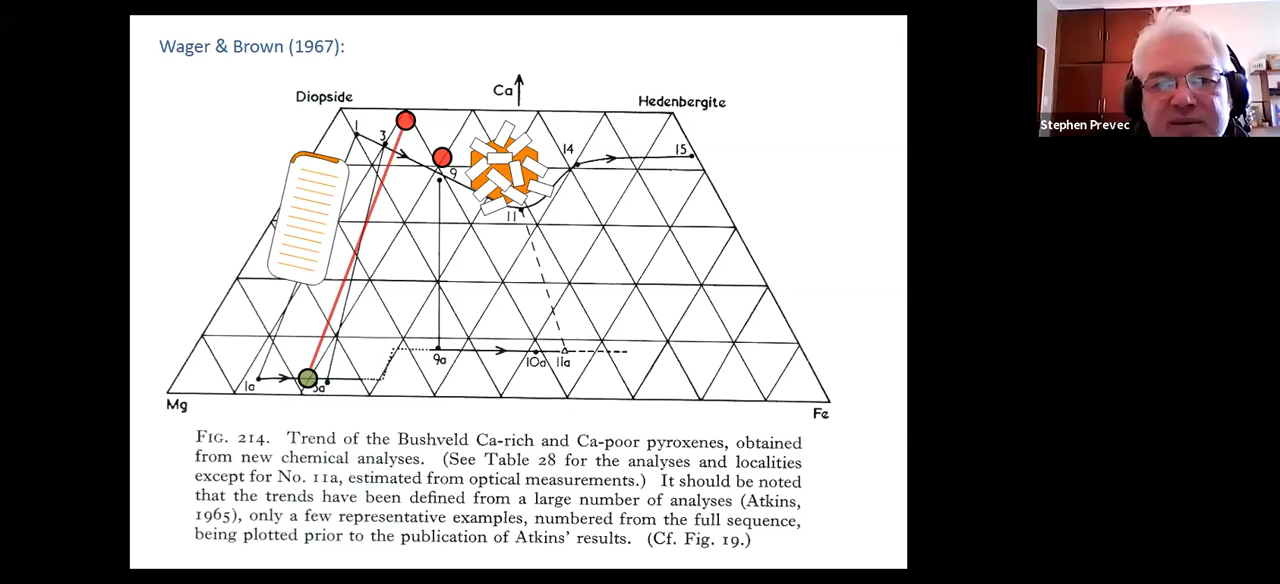 Wager & Brown (1967):
Ca
Diopside
Hedenbergite
Stephen Prevec
1
3
9
11
14
15
1a
3a
9a
10a
11a
Mg
Fe
FIG. 214. Trend of the Bushveld Ca-rich and Ca-poor pyroxenes, obtained
from new chemical analyses. (See Table 28 for the analyses and localities
except for No. 11a, estimated from optical measurements.) It should be noted
that the trends have been defined from a large number of analyses (Atkins,
1965), only a few representative examples, numbered from the full sequence,
being plotted prior to the publication of Atkins' results. (Cf. Fig. 19.)